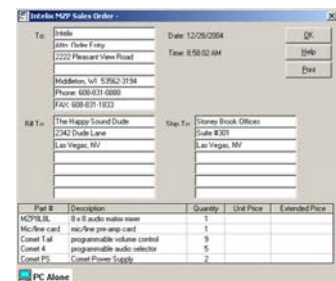 Intelix MZP Sales Order -
To: Intelix
Attn: Order Entry
2222 Pleasant View Road
Middleton, WI 53562-3194
Phone: 608-831-0880
FAX: 608-831-1833
Date: 12/28/2004
Time: 8:58:02 AM
OK
Help
Print
Bill To: The Happy Sound Dude
2342 Dude Lane
Las Vegas, NV
Ship To: Stoney Brook Offices
Suite #301
Las Vegas, NV
Part # Description Quantity Unit Price Extended Price
MZP8LBL 8 x 8 audio matrix mixer 1
Mic/line card mic/line pre-amp card 1
Comet 1 programmable volume control 9
Comet 4 programmable audio selector 5
Comet PS Comet Power Supply 2
PC Alone